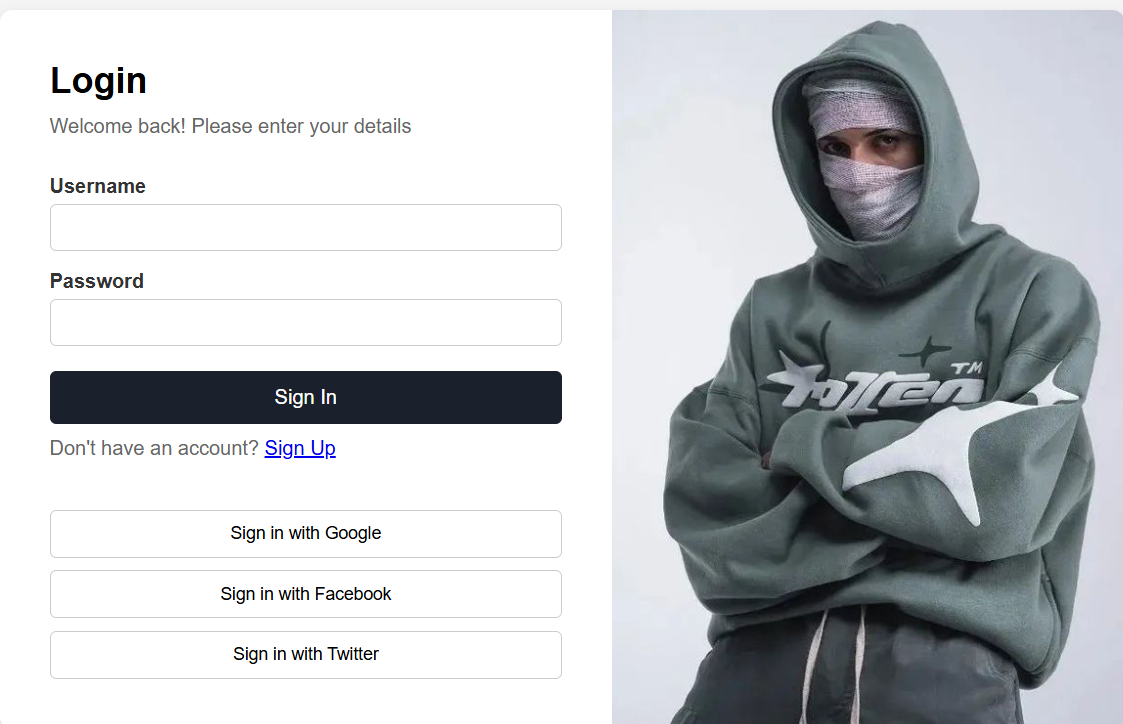 Login
Welcome back! Please enter your details
Username
Password
Sign In
Don't have an account? Sign Up
Sign in with Google
Sign in with Facebook
Sign in with Twitter
TM